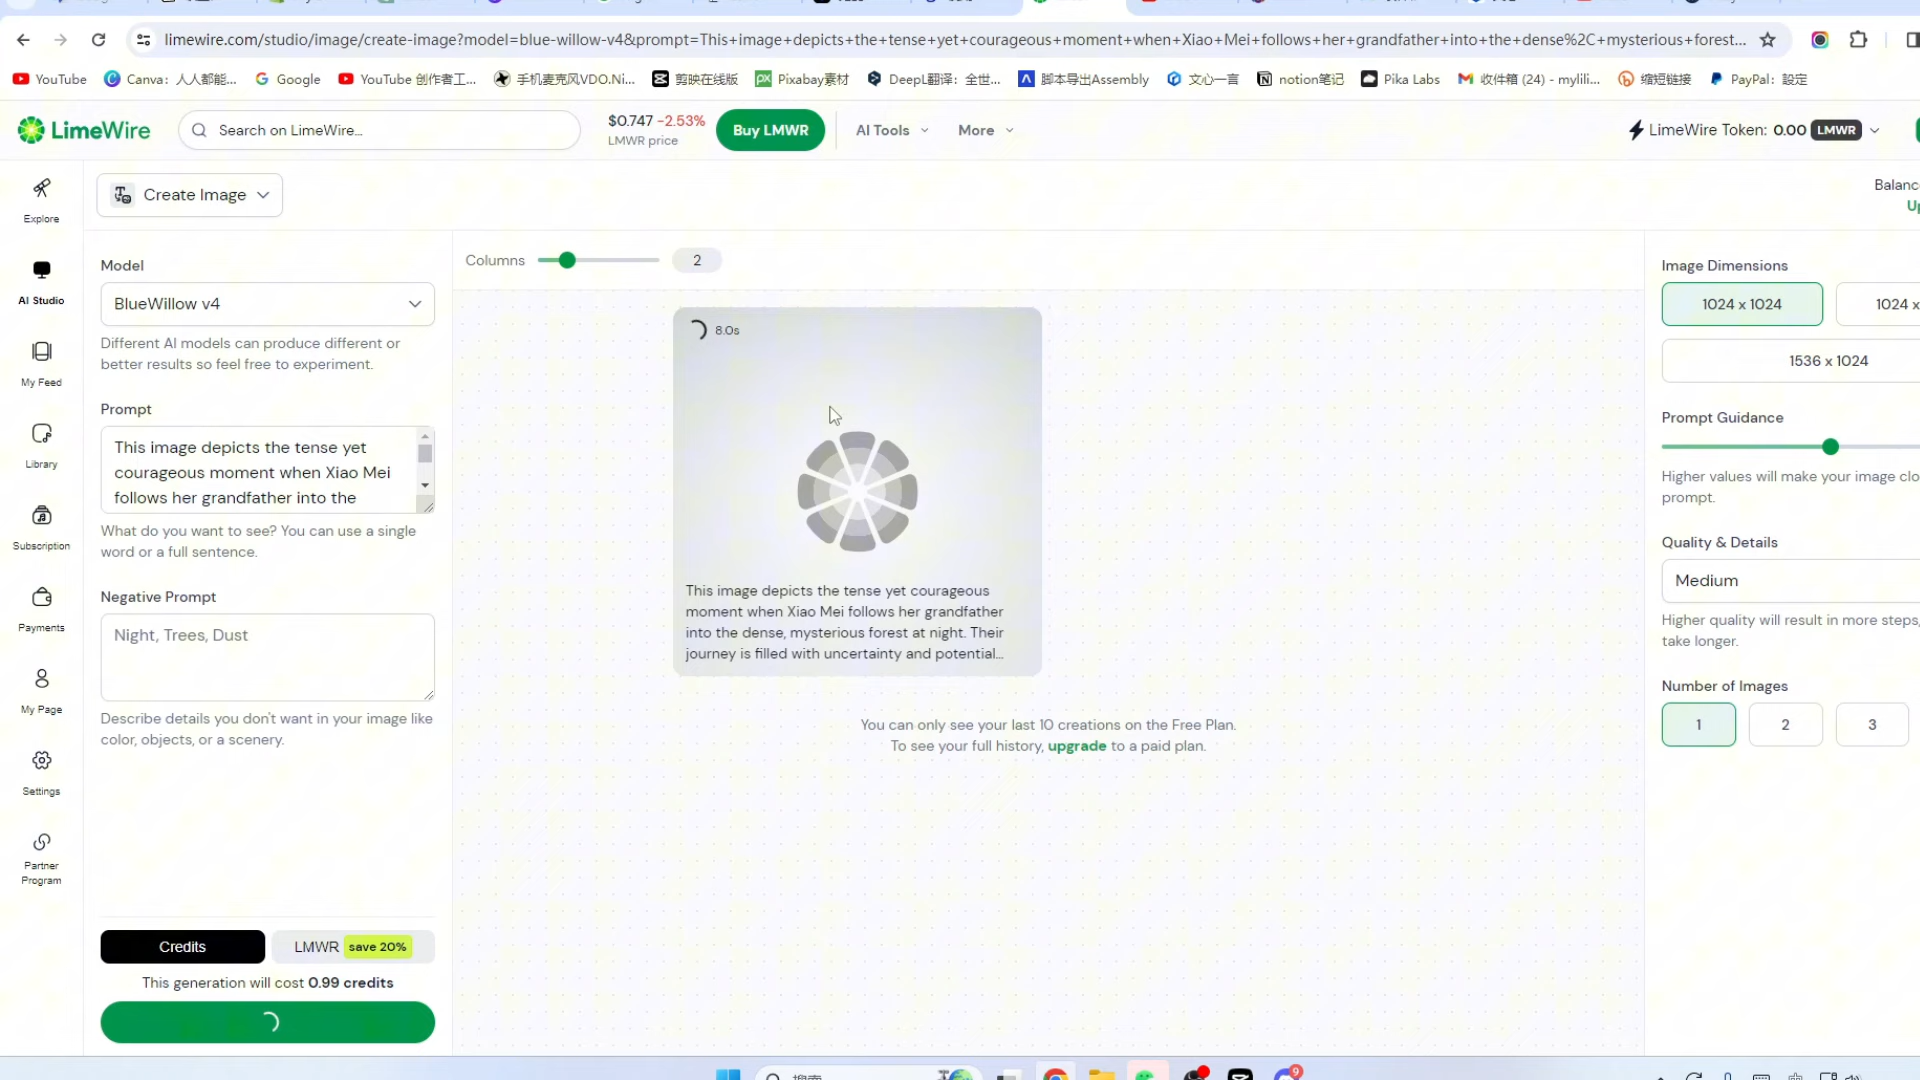 limewire.com/studio/image/create-image?model=blue-willow-v4&prompt=This+image+depicts+the+tense+yet+courageous+moment+when+Xiao+Mei+follows+her+grandfather+into+the+dense%2C+mysterious+forest...
YouTube
Canva：人人都能...
Google
YouTube 创作者工...
手机麦克风VDO.Ni...
剪映在线版
Pixabay素材
DeepL翻译：全世...
脚本导出Assembly
文心一言
notion笔记
Pika Labs
收件箱 (24) - mylili...
缩短链接
PayPal：設定
LimeWire
Search on LimeWire...
$0.747 -2.53%
LMWR price
Buy LMWR
AI Tools
More
LimeWire Token: 0.00 LMWR
Explore
AI Studio
My Feed
Library
Subscription
Payments
My Page
Settings
Partner
Program
Create Image
Balanc
Up
Model
BlueWillow v4
Different AI models can produce different or
better results so feel free to experiment.
Prompt
This image depicts the tense yet
courageous moment when Xiao Mei
follows her grandfather into the
What do you want to see? You can use a single
word or a full sentence.
Negative Prompt
Night, Trees, Dust
Describe details you don't want in your image like
color, objects, or a scenery.
Credits
LMWR save 20%
This generation will cost 0.99 credits
Columns 2
8.0s
This image depicts the tense yet courageous
moment when Xiao Mei follows her grandfather
into the dense, mysterious forest at night. Their
journey is filled with uncertainty and potential...
You can only see your last 10 creations on the Free Plan.
To see your full history, upgrade to a paid plan.
Image Dimensions
1024 x 1024
1024 x
1536 x 1024
Prompt Guidance
Higher values will make your image clo
prompt.
Quality & Details
Medium
Higher quality will result in more steps,
take longer.
Number of Images
1
2
3
搜索
9